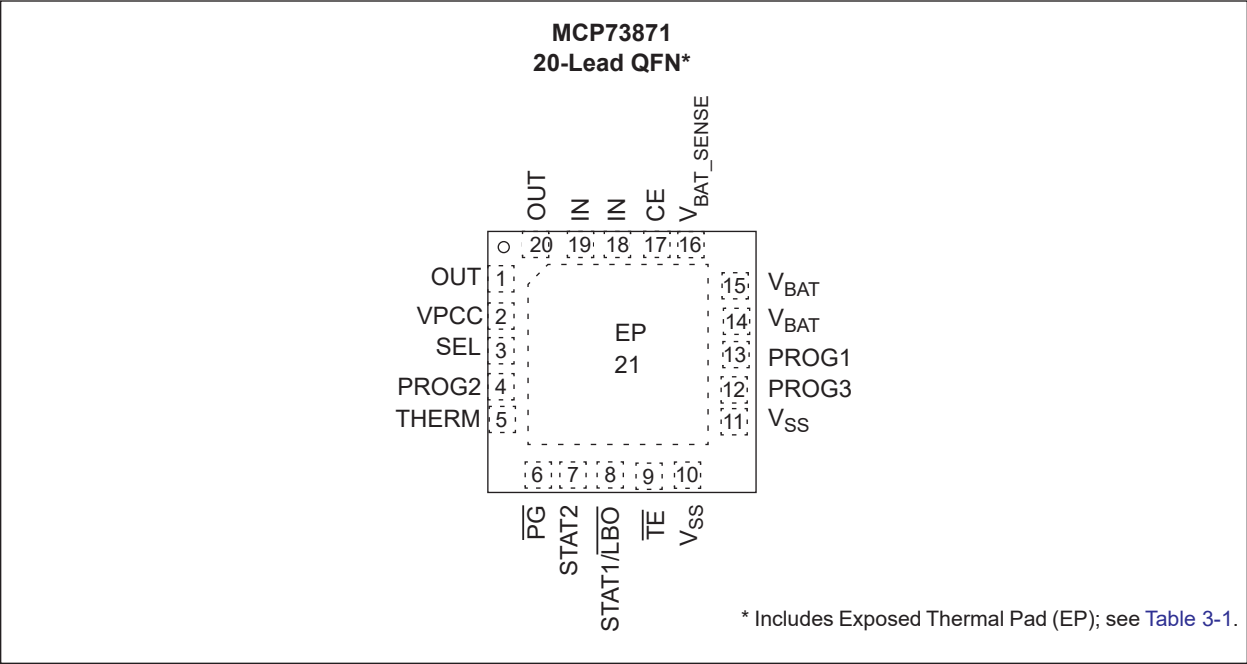 MCP73871
20-Lead QFN*
OUT
IN
IN
CE
VBAT_SENSE
20
19
18
17
16
OUT 1
VPCC 2
SEL 3
PROG2 4
THERM 5
EP
21
15 VBAT
14 VBAT
13 PROG1
12 PROG3
11 VSS
6
7
8
9
10
PG
STAT2
STAT1/LBO
TE
VSS
* Includes Exposed Thermal Pad (EP); see Table 3-1.